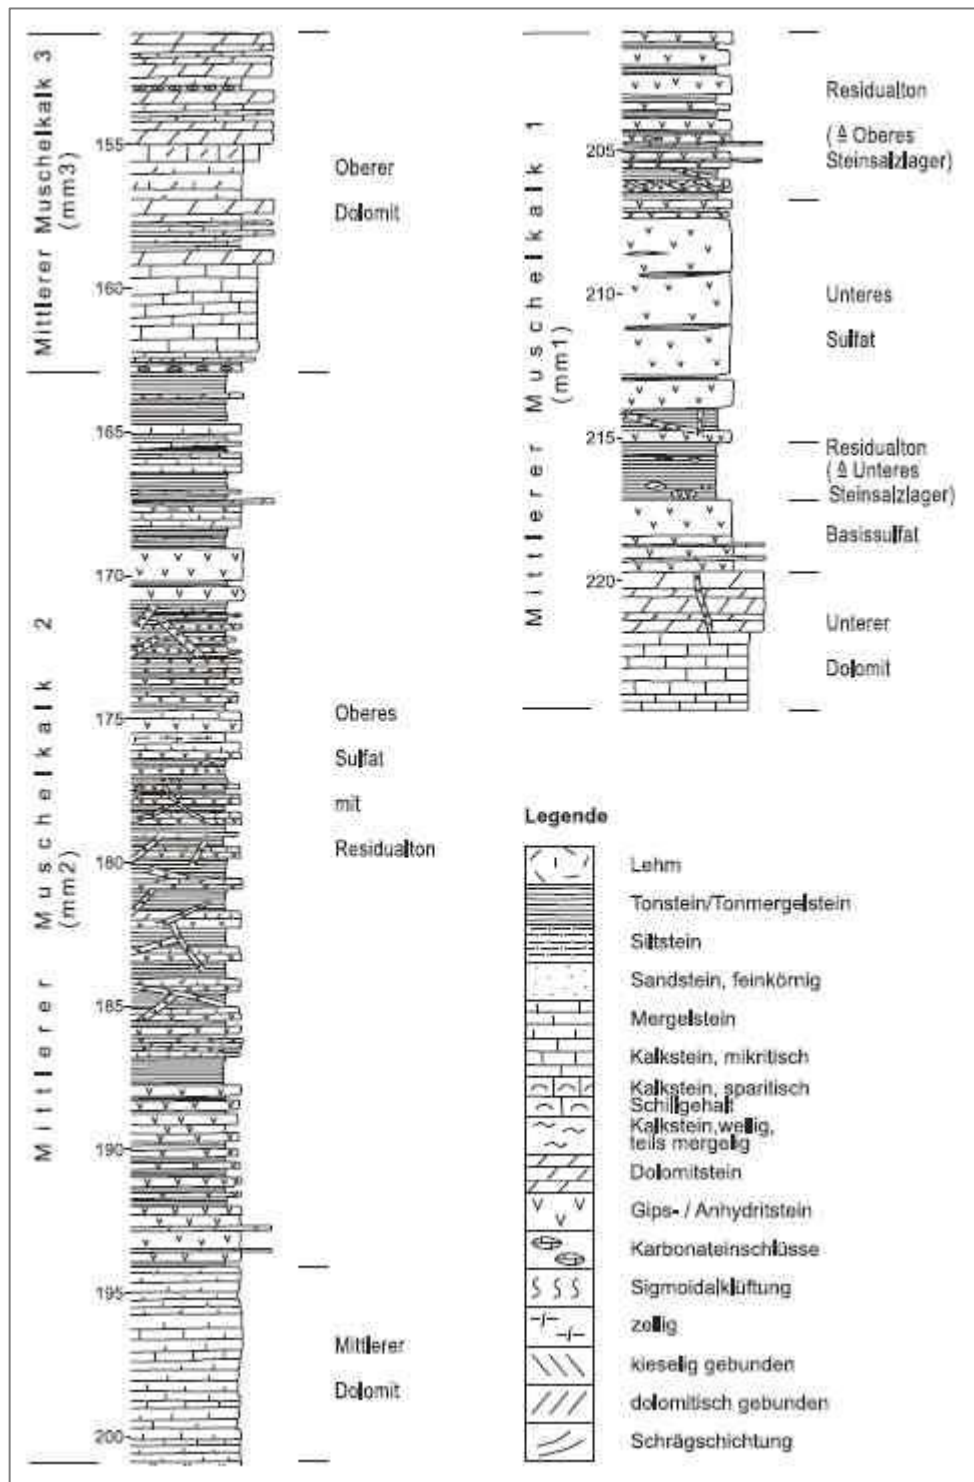 Mittlerer Muschelkalk 3
(mm3)
155
160
Oberer
Dolomit
Mittlerer Muschelkalk 2
(mm2)
165
170
175
180
185
190
195
200
Oberes
Sulfat
mit
Residualton
Mittlerer
Dolomit
Mittlerer Muschelkalk 1
(mm1)
205
210
215
220
Residualton
(≙ Oberes
Steinsalzlager)
Unteres
Sulfat
Residualton
(≙ Unteres
Steinsalzlager)
Basissulfat
Unterer
Dolomit
Legende
Lehm
Tonstein/Tonmergelstein
Siltstein
Sandstein, feinkörnig
Mergelstein
Kalkstein, mikritisch
Kalkstein, sparitisch
Schillgehalt
Kalkstein,wellig,
teils mergelig
Dolomitstein
Gips- / Anhydritstein
Karbonateinschlüsse
Sigmoidalklüftung
zellig
kieselig gebunden
dolomitisch gebunden
Schrägschichtung